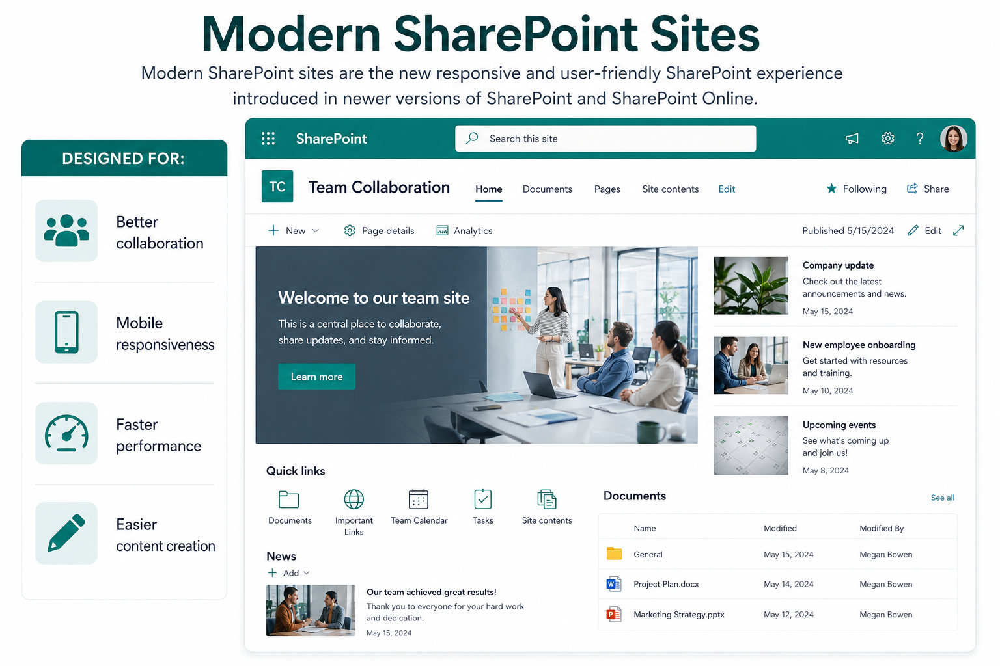 Modern SharePoint Sites
Modern SharePoint sites are the new responsive and user-friendly SharePoint experience
introduced in newer versions of SharePoint and SharePoint Online.
DESIGNED FOR:
Better
collaboration
Mobile
responsiveness
Faster
performance
Easier
content creation
SharePoint
Search this site
?
TC
Team Collaboration
Home
Documents
Pages
Site contents
Edit
Following
Share
New
Page details
Analytics
Published 5/15/2024
Edit
Welcome to our team site
This is a central place to collaborate,
share updates, and stay informed.
Learn more
Company update
Check out the latest
announcements and news.
May 15, 2024
New employee onboarding
Get started with resources
and training.
May 10, 2024
Upcoming events
See what's coming up
and join us!
May 8, 2024
Quick links
Documents
Important
Links
Team Calendar
Tasks
Site contents
News
Add
Our team achieved great results!
Thank you to everyone for your hard work
and dedication.
May 15, 2024
Documents
See all
Name Modified Modified By
General May 15, 2024 Megan Bowen
W Project Plan.docx May 14, 2024 Megan Bowen
P Marketing Strategy.pptx May 12, 2024 Megan Bowen